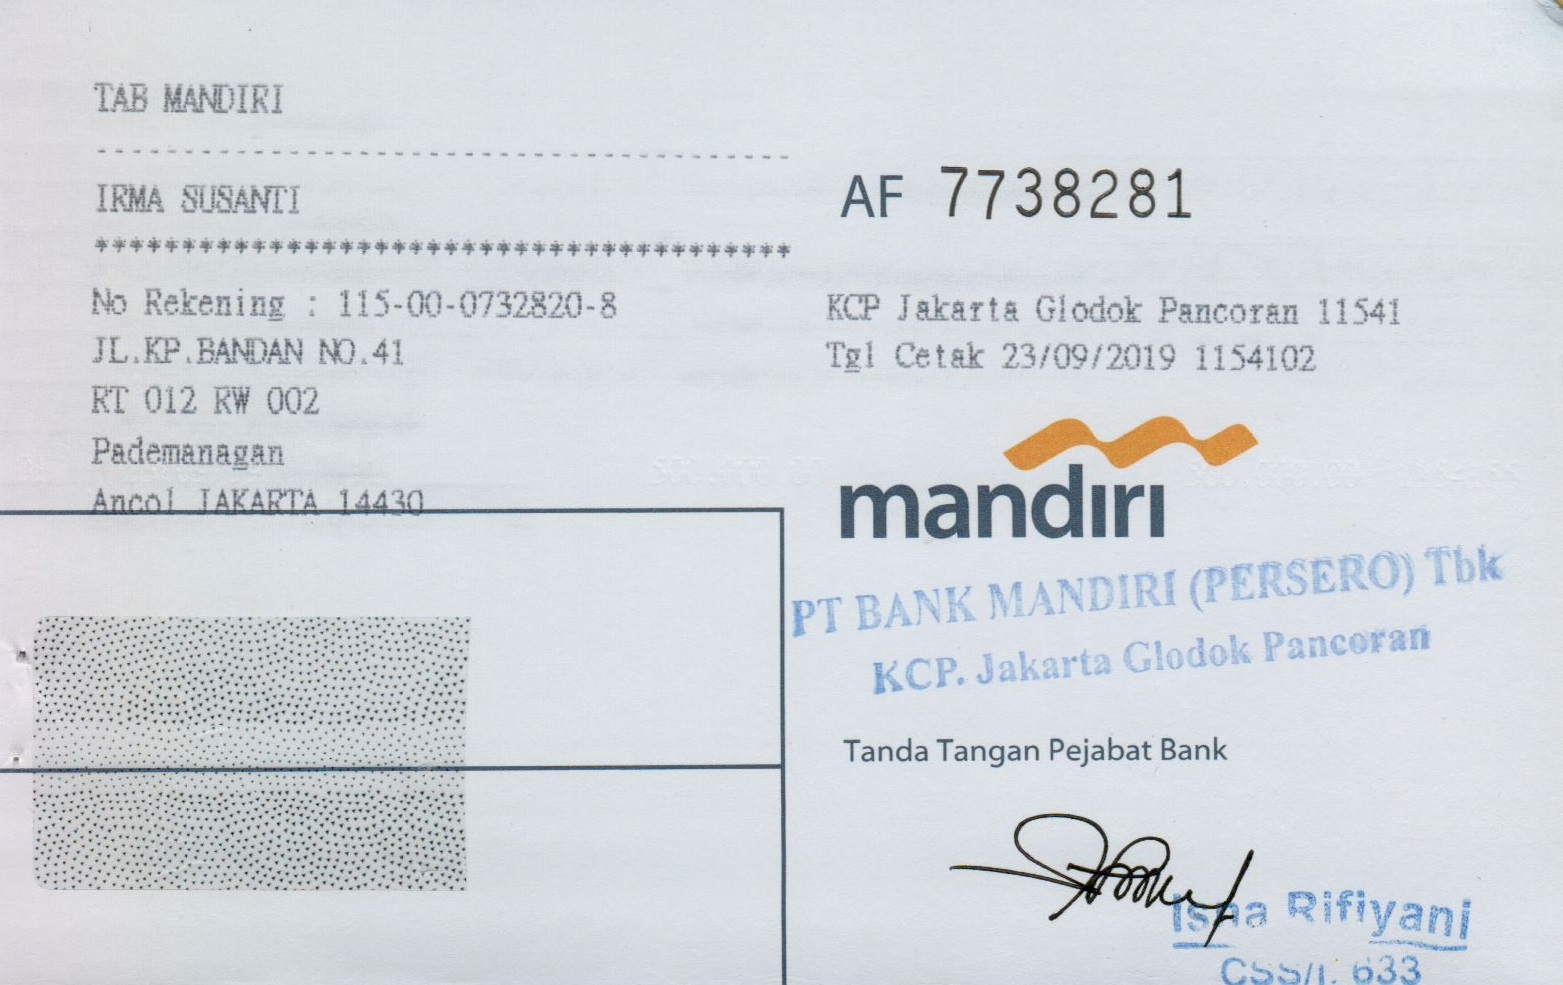 TAB MANDIRI
IRMA SUSANTI
****************************************
No Rekening : 115-00-0732820-8
JL.KP.BANDAN NO.41
RT 012 RW 002
Pademanagan
Ancol JAKARTA 14430
AF 7738281
KCP Jakarta Glodok Pancoran 11541
Tgl Cetak 23/09/2019 1154102
mandiri
PT BANK MANDIRI (PERSERO) Tbk
KCP. Jakarta Glodok Pancoran
Tanda Tangan Pejabat Bank
Isna Rifiyani
633